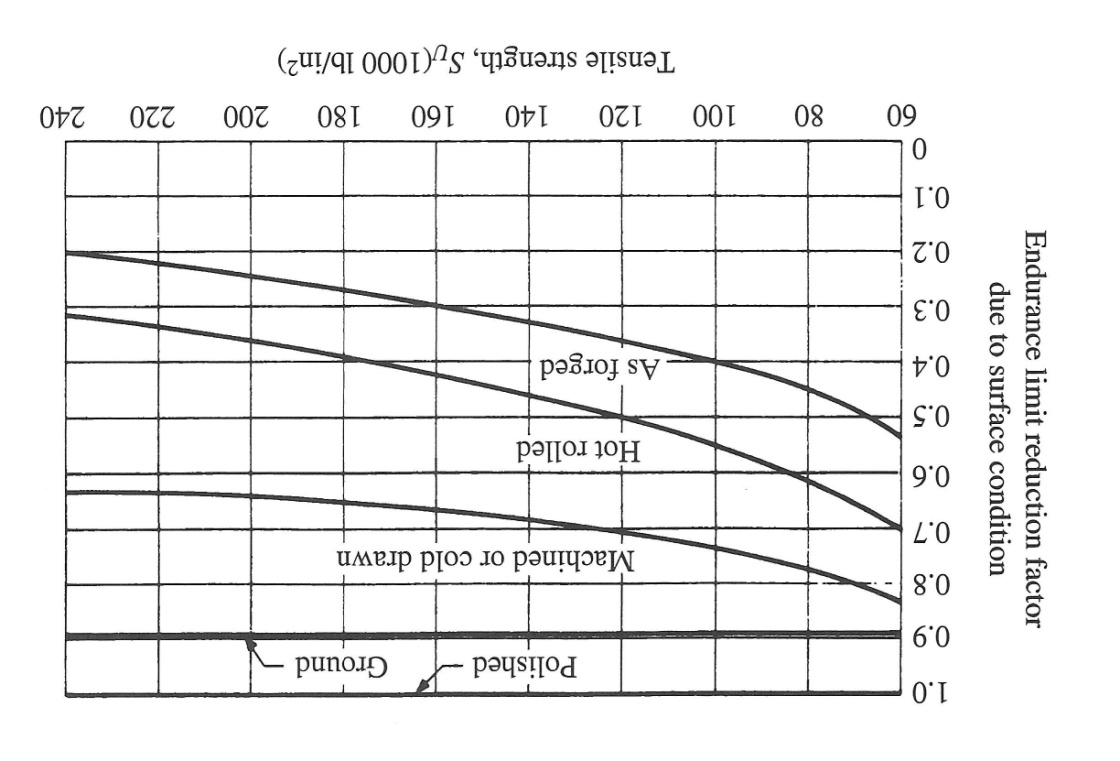 Endurance limit reduction factor
due to surface condition
1.0
0.9
0.8
0.7
0.6
0.5
0.4
0.3
0.2
0.1
0
Polished
Ground
Machined or cold drawn
Hot rolled
As forged
60 80 100 120 140 160 180 200 220 240
Tensile strength, S_U(1000 lb/in²)